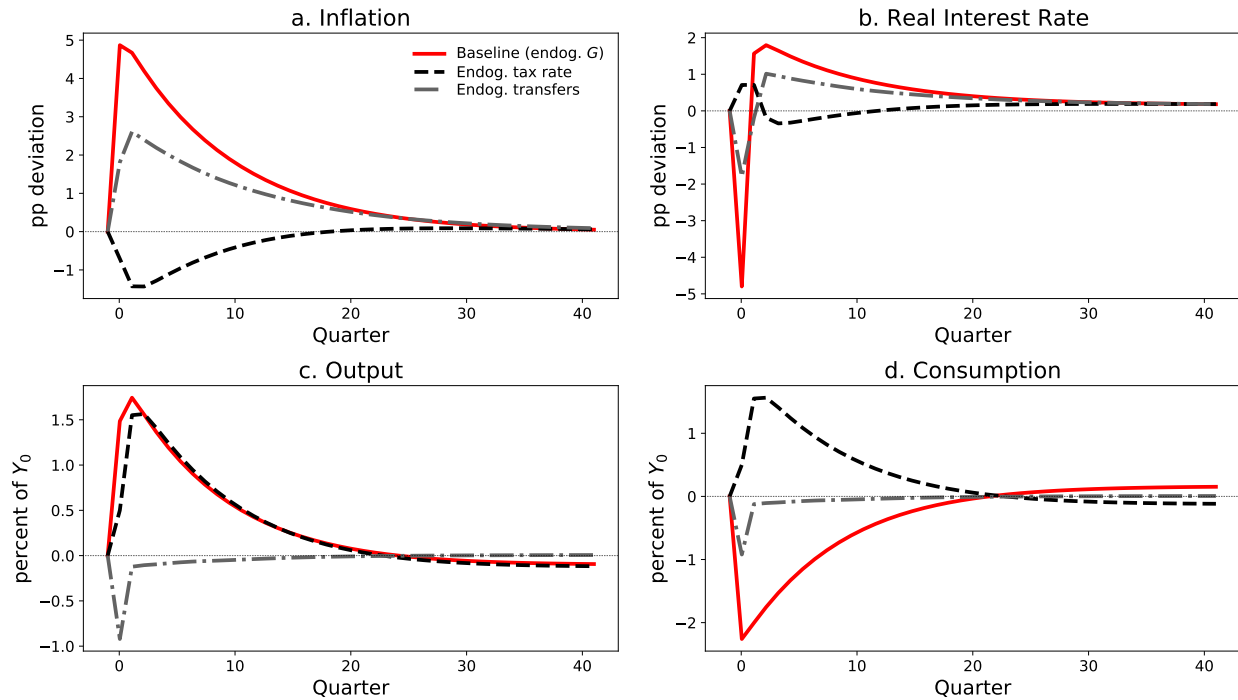 a. Inflation
5
4
3
2
1
0
−1
pp deviation
0 10 20 30 40
Quarter
Baseline (endog. G)
Endog. tax rate
Endog. transfers
b. Real Interest Rate
2
1
0
−1
−2
−3
−4
−5
pp deviation
0 10 20 30 40
Quarter
c. Output
1.5
1.0
0.5
0.0
−0.5
−1.0
percent of Y₀
0 10 20 30 40
Quarter
d. Consumption
1
0
−1
−2
percent of Y₀
0 10 20 30 40
Quarter